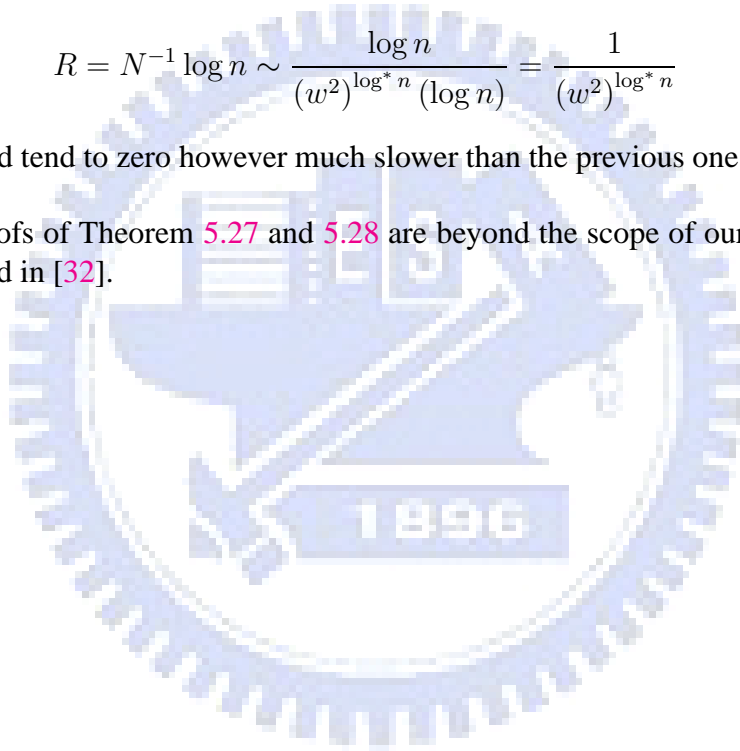 R = N^{-1} \log n \sim \frac{\log n}{(w^2)^{\log^* n} (\log n)} = \frac{1}{(w^2)^{\log^* n}}
d tend to zero however much slower than the previous one
ofs of Theorem 5.27 and 5.28 are beyond the scope of our
d in [32].
1896